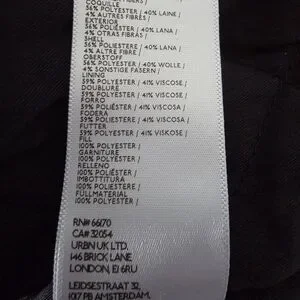 COQUILLE
56% POLYESTER / 40% LAINE /
4% AUTRES FIBRES /
EXTERIOR
56% POLIÉSTER / 40% LANA /
4% OTRAS FIBRAS /
SHELL
56% POLIESTERE / 40% LANA /
4% ALTRE FIBRE /
OBERSTOFF
56% POLYESTER / 40% WOLLE /
4% SONSTIGE FASERN /
LINING
59% POLYESTER / 41% VISCOSE /
DOUBLURE
59% POLYESTER / 41% VISCOSE /
FORRO
59% POLIÉSTER / 41% VISCOSA /
FODERA
59% POLIESTERE / 41% VISCOSA /
FUTTER
59% POLYESTER / 41% VISKOSE /
FILL
100% POLYESTER /
GARNITURE
100% POLYESTER /
RELLENO
100% POLIÉSTER /
IMBOTTITURA
100% POLIESTERE /
FÜLLMATERIAL
100% POLYESTER /
RN# 66170
CA# 32054
URBN UK LTD.
146 BRICK LANE
LONDON, E1 6RU
LEIDSESTRAAT 32,
1017 PB AMSTERDAM,